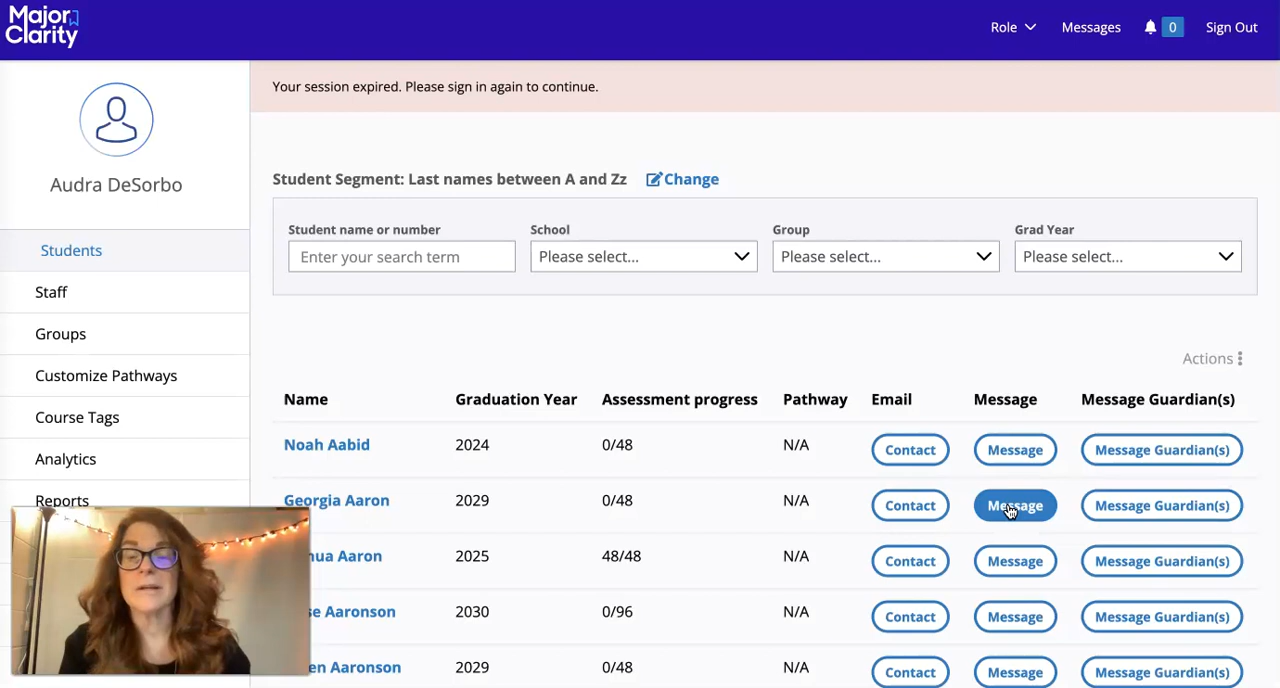 Major Clarity
Role
Messages
0
Sign Out
Your session expired. Please sign in again to continue.
Audra DeSorbo
Students
Staff
Groups
Customize Pathways
Course Tags
Analytics
Reports
Student Segment: Last names between A and Zz
Change
Student name or number
School
Group
Grad Year
Enter your search term
Please select...
Please select...
Please select...
Actions
Name Graduation Year Assessment progress Pathway Email Message Message Guardian(s)
Noah Aabid 2024 0/48 N/A Contact Message Message Guardian(s)
Georgia Aaron 2029 0/48 N/A Contact Message Message Guardian(s)
Aaron 2025 48/48 N/A Contact Message Message Guardian(s)
Aaronson 2030 0/96 N/A Contact Message Message Guardian(s)
Aaronson 2029 0/48 N/A Contact Message Message Guardian(s)